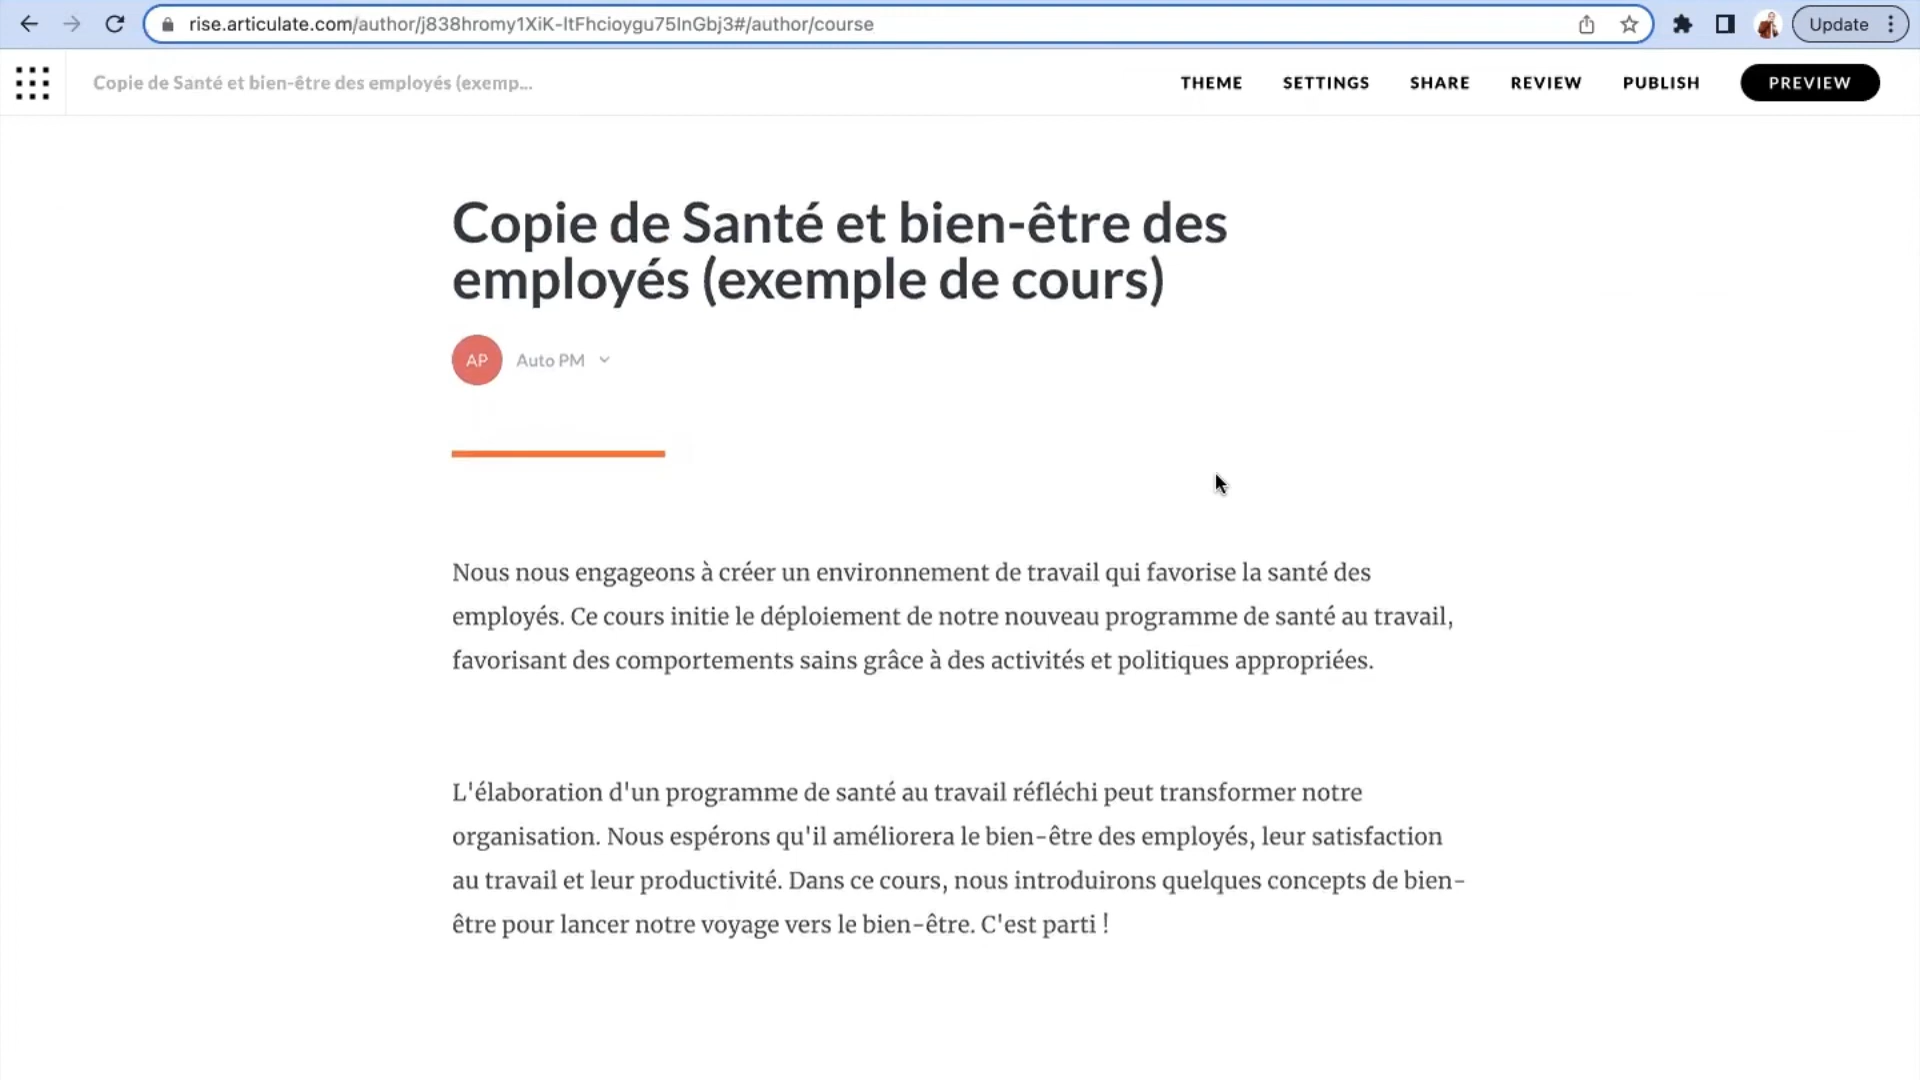 rise.articulate.com/author/j838hromy1XiK-ltFhcioygu75lnGbj3#/author/course
Update
Copie de Santé et bien-être des employés (exemp...
THEME
SETTINGS
SHARE
REVIEW
PUBLISH
PREVIEW
Copie de Santé et bien-être des
employés (exemple de cours)
AP
Auto PM
Nous nous engageons à créer un environnement de travail qui favorise la santé des
employés. Ce cours initie le déploiement de notre nouveau programme de santé au travail,
favorisant des comportements sains grâce à des activités et politiques appropriées.
L'élaboration d'un programme de santé au travail réfléchi peut transformer notre
organisation. Nous espérons qu'il améliorera le bien-être des employés, leur satisfaction
au travail et leur productivité. Dans ce cours, nous introduirons quelques concepts de bien-
être pour lancer notre voyage vers le bien-être. C'est parti !